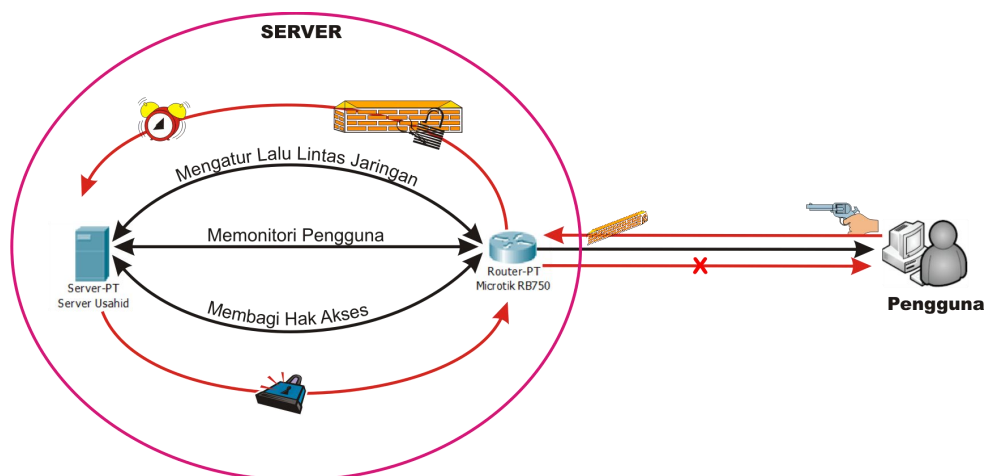 SERVER
Mengatur Lalu Lintas Jaringan
Memonitori Pengguna
Server-PT
Server Usahid
Router-PT
Microtik RB750
Membagi Hak Akses
X
Pengguna